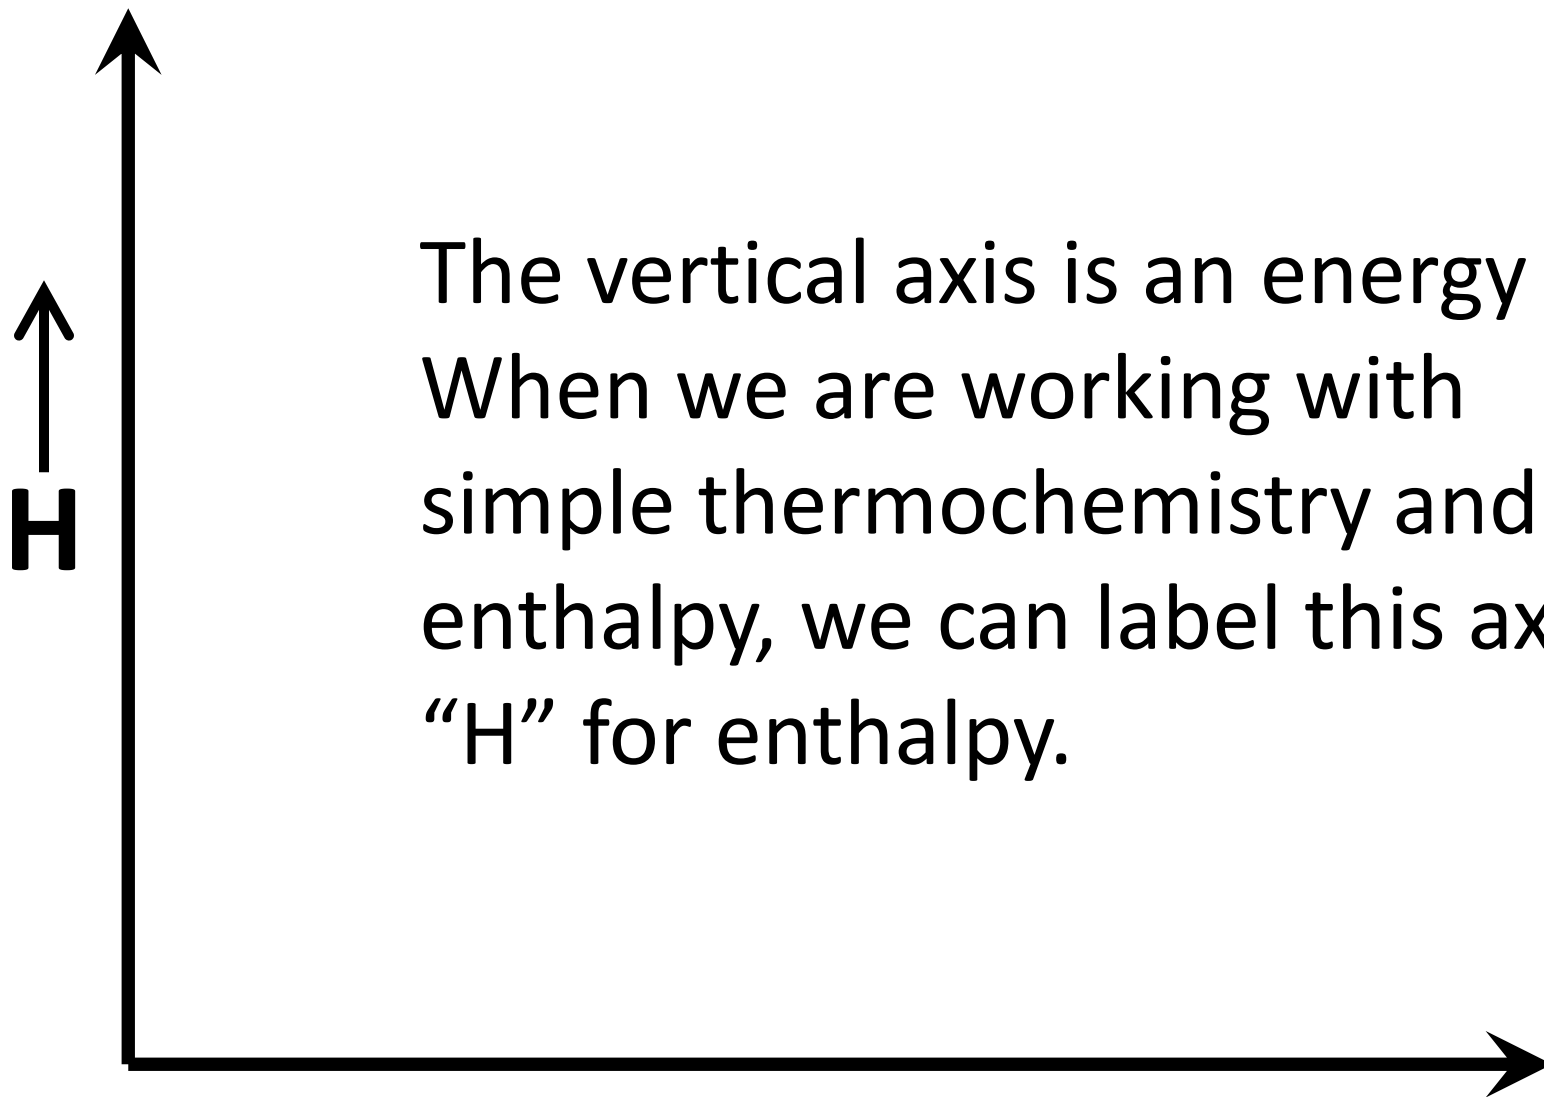 The vertical axis is an energy
When we are working with
simple thermochemistry and
H
enthalpy, we can label this
“H” for enthalpy.